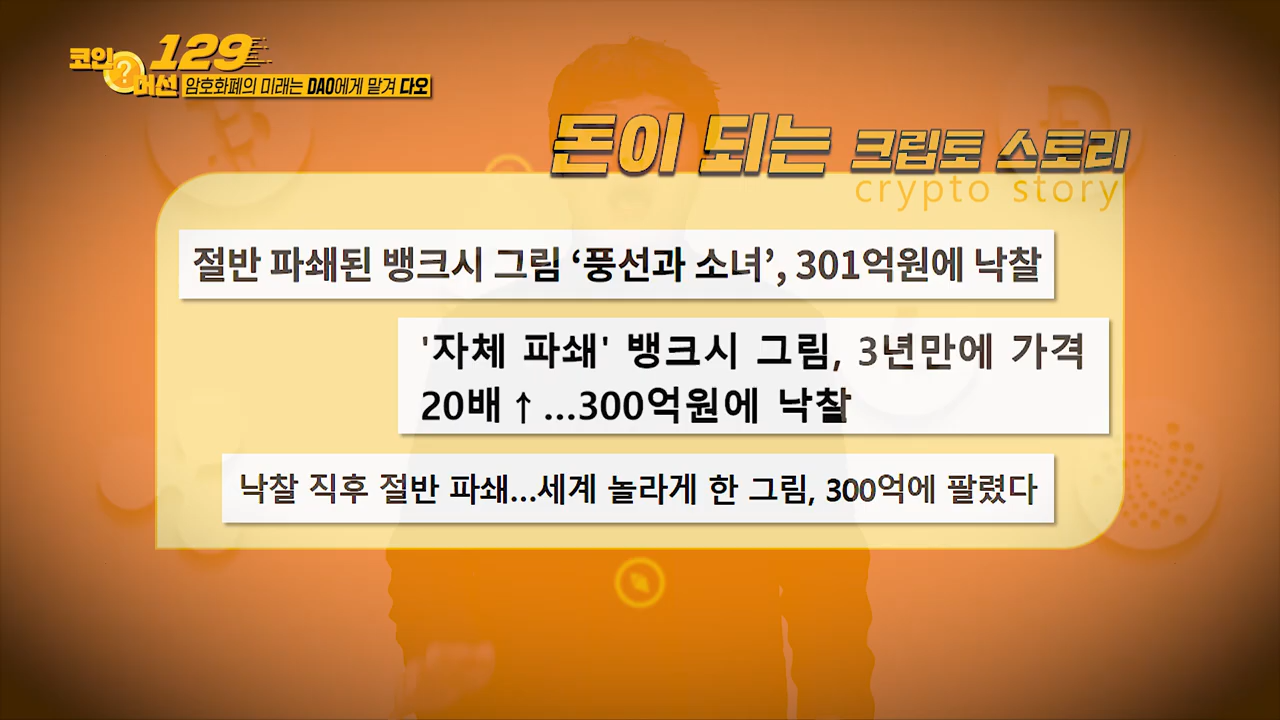 코인 129
?
버선 암호화폐의 미래는 DAO에게 맡겨 다오
돈이 되는 크립토 스토리
crypto story
절반 파쇄된 뱅크시 그림 ‘풍선과 소녀’, 301억원에 낙찰
'자체 파쇄' 뱅크시 그림, 3년만에 가격
20배↑...300억원에 낙찰
낙찰 직후 절반 파쇄...세계 놀라게 한 그림, 300억에 팔렸다